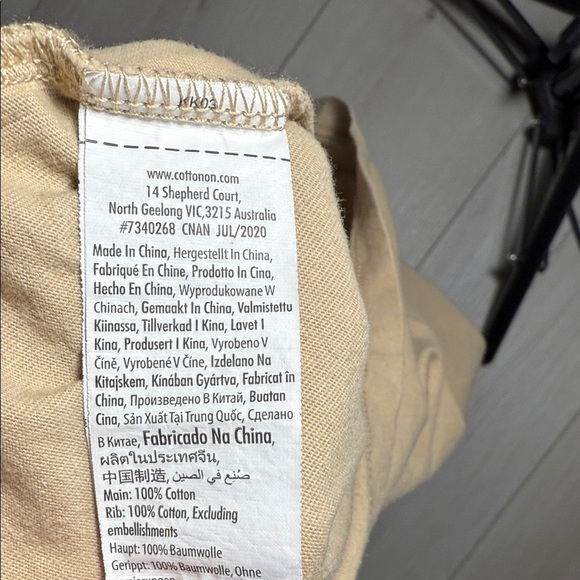 KK03
www.cottonon.com
14 Shepherd Court,
North Geelong VIC,3215 Australia
#7340268 CNAN JUL/2020
Made In China, Hergestellt In China,
Fabriqué En Chine, Prodotto In Cina,
Hecho En China, Wyprodukowane W
Chinach, Gemaakt In China, Valmistettu
Kiinassa, Tillverkad I Kina, Lavet I
Kina, Produsert I Kina, Vyrobeno V
Číně, Vyrobené V Číne, Izdelano Na
Kitajskem, Kínában Gyártva, Fabricat în
China, Произведено В Китай, Buatan
Cina, Sản Xuất Tại Trung Quốc, Сделано
В Китае, Fabricado Na China,
ผลิตในประเทศจีน,
中国制造, صُنِع في الصين
Main: 100% Cotton
Rib: 100% Cotton, Excluding
embellishments
Haupt: 100% Baumwolle
Gerippt: 100% Baumwolle, Ohne